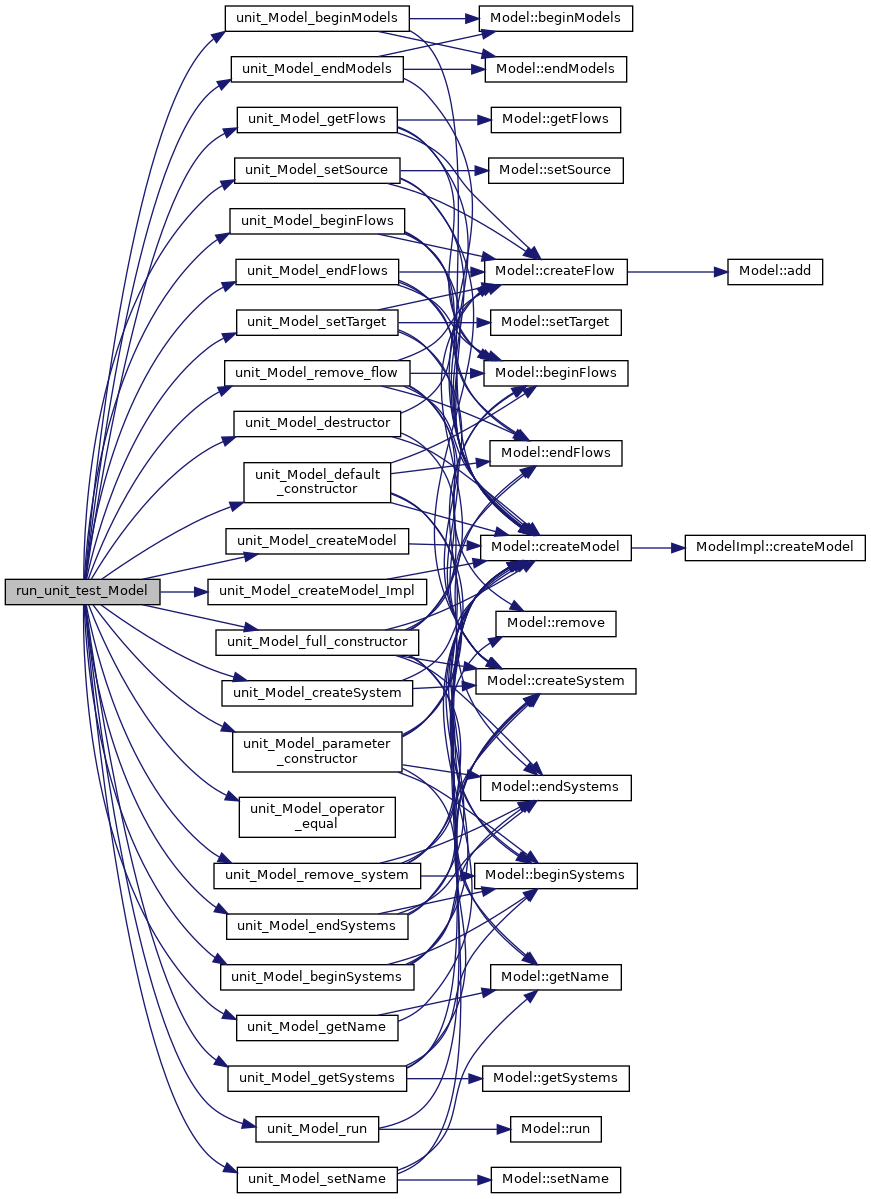 run_unit_test_Model
unit_Model_beginModels
unit_Model_endModels
unit_Model_getFlows
unit_Model_setSource
unit_Model_beginFlows
unit_Model_endFlows
unit_Model_setTarget
unit_Model_remove_flow
unit_Model_destructor
unit_Model_default
_constructor
unit_Model_createModel
unit_Model_createModel_Impl
unit_Model_full_constructor
unit_Model_createSystem
unit_Model_parameter
_constructor
unit_Model_operator
_equal
unit_Model_remove_system
unit_Model_endSystems
unit_Model_beginSystems
unit_Model_getName
unit_Model_getSystems
unit_Model_run
unit_Model_setName
Model::beginModels
Model::endModels
Model::getFlows
Model::setSource
Model::createFlow
Model::setTarget
Model::beginFlows
Model::endFlows
Model::createModel
Model::remove
Model::createSystem
Model::endSystems
Model::beginSystems
Model::getName
Model::getSystems
Model::run
Model::setName
Model::add
ModelImpl::createModel